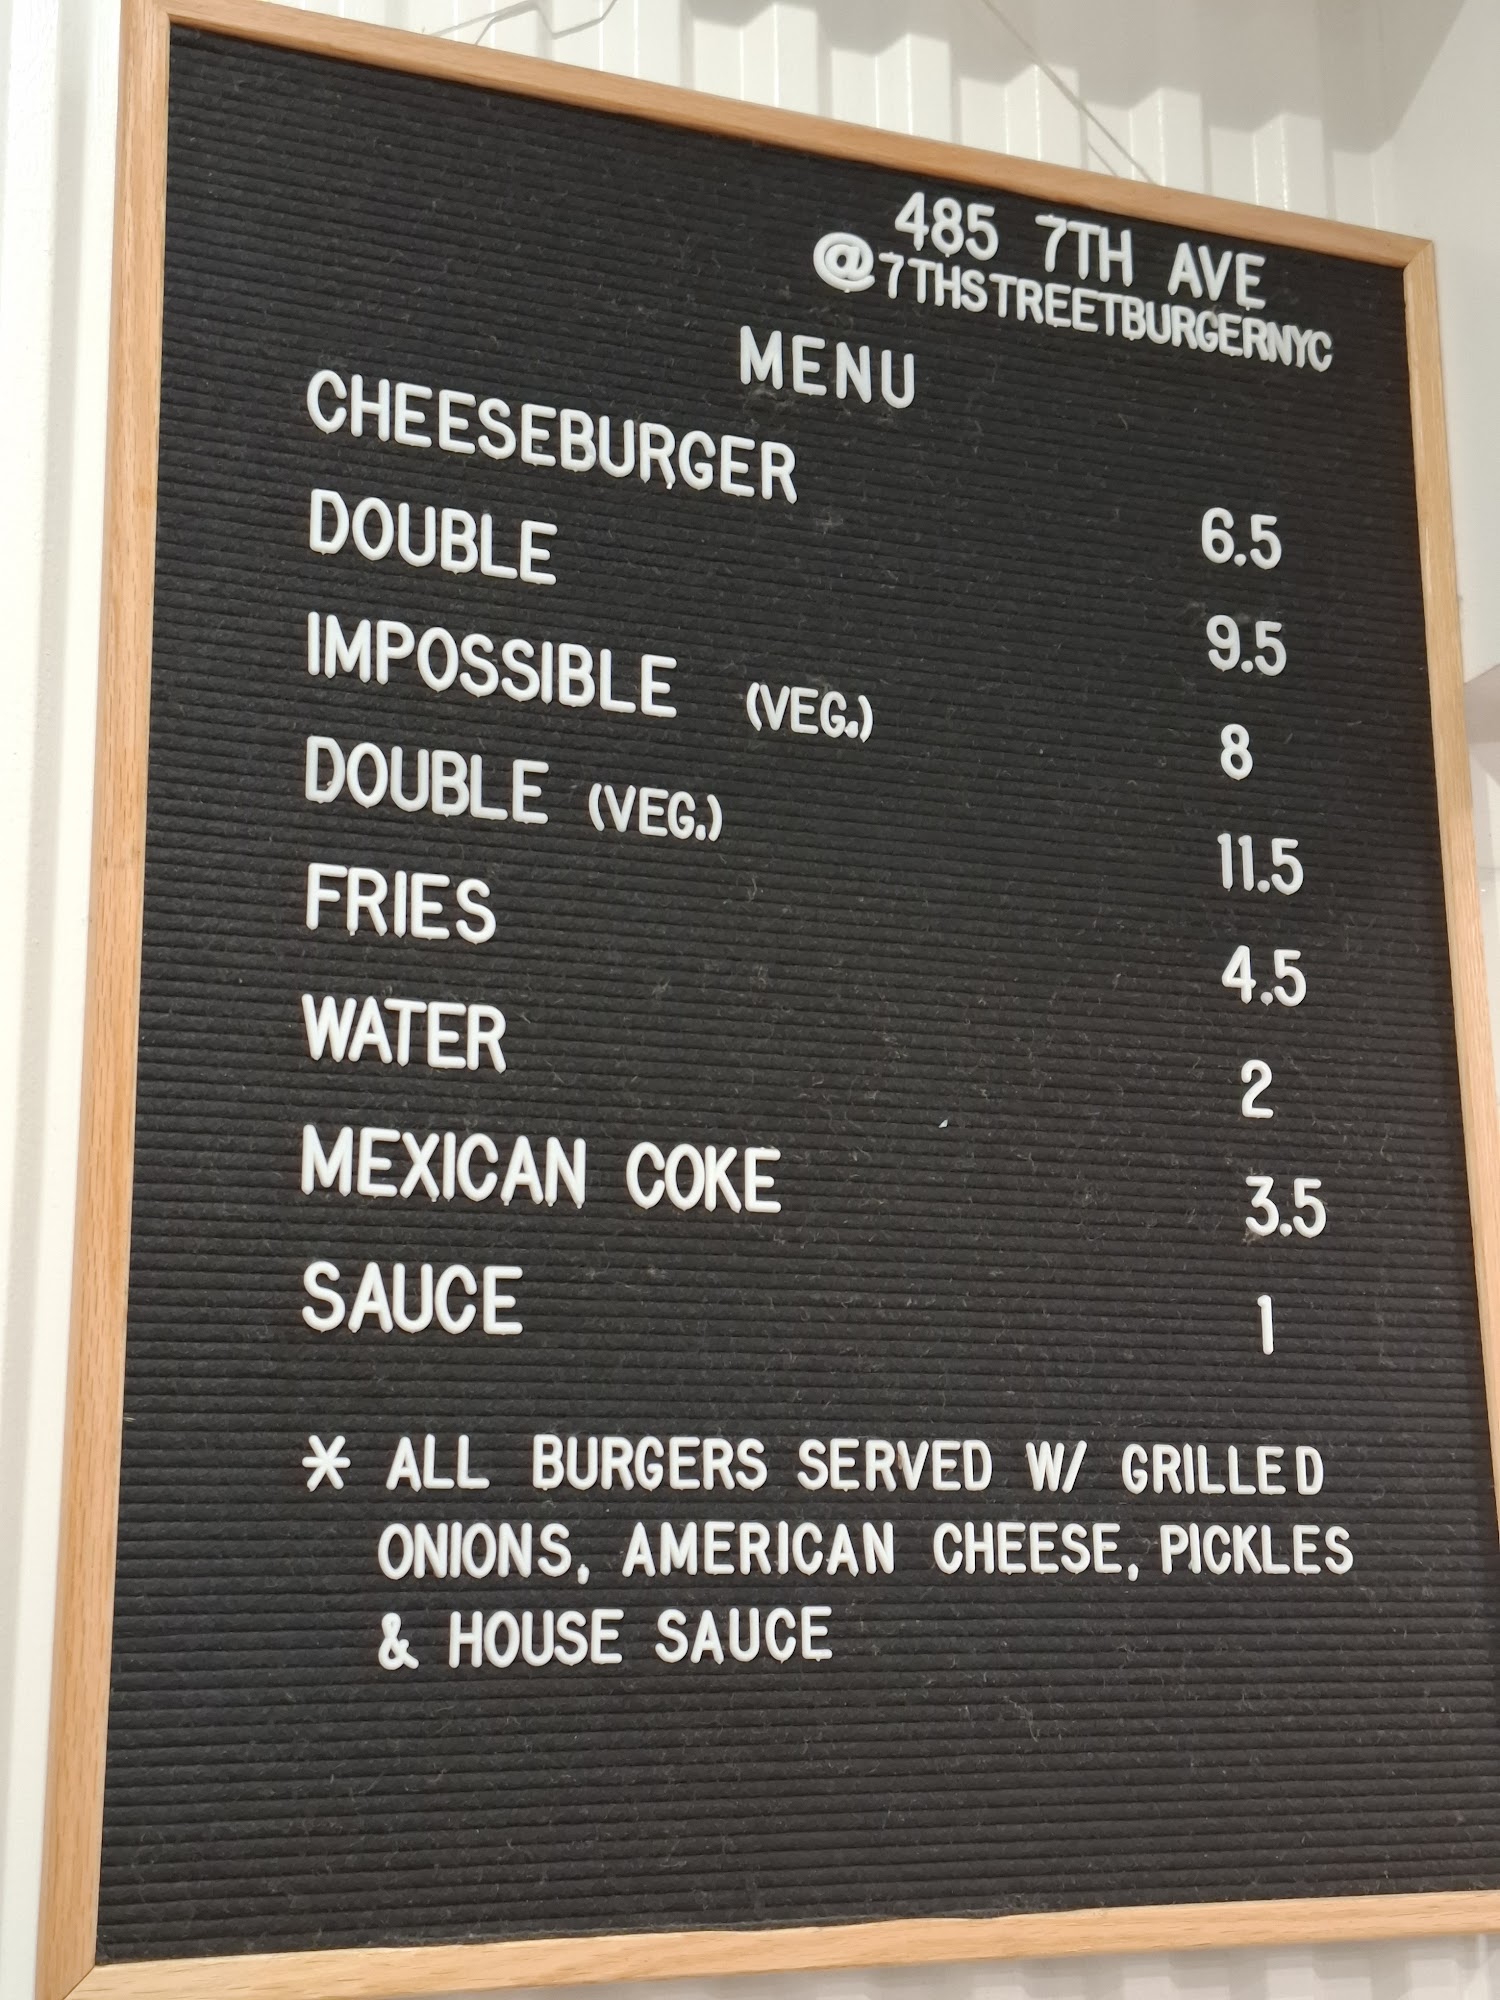 485 7TH AVE
@7THSTREETBURGERNYC
MENU
CHEESEBURGER 6.5
DOUBLE 9.5
IMPOSSIBLE (VEG.) 8
DOUBLE (VEG.) 11.5
FRIES 4.5
WATER 2
MEXICAN COKE 3.5
SAUCE 1
* ALL BURGERS SERVED W/ GRILLED
ONIONS, AMERICAN CHEESE, PICKLES
& HOUSE SAUCE